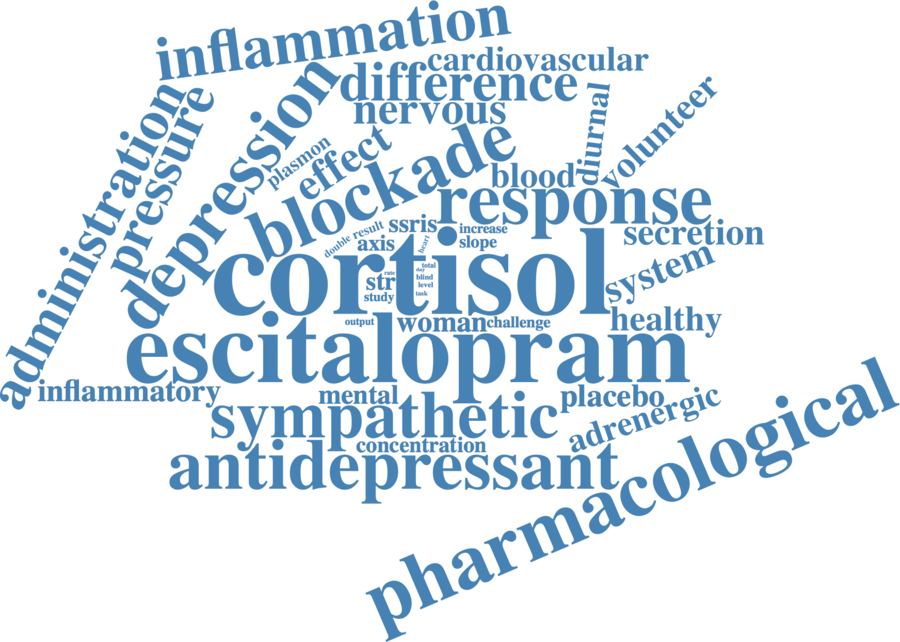 inflammation
cardiovascular
difference
nervous
administration
pressure
depression
plasmon
effect
blockade
diurnal
volunteer
blood
response
double
result
ssris
increase
axis
heart
slope
secretion
cortisol
system
total
rate
day
str
blind
level
study
task
output
woman
challenge
healthy
escitalopram
inflammatory
mental
placebo
sympathetic
adrenergic
concentration
antidepressant
pharmacological